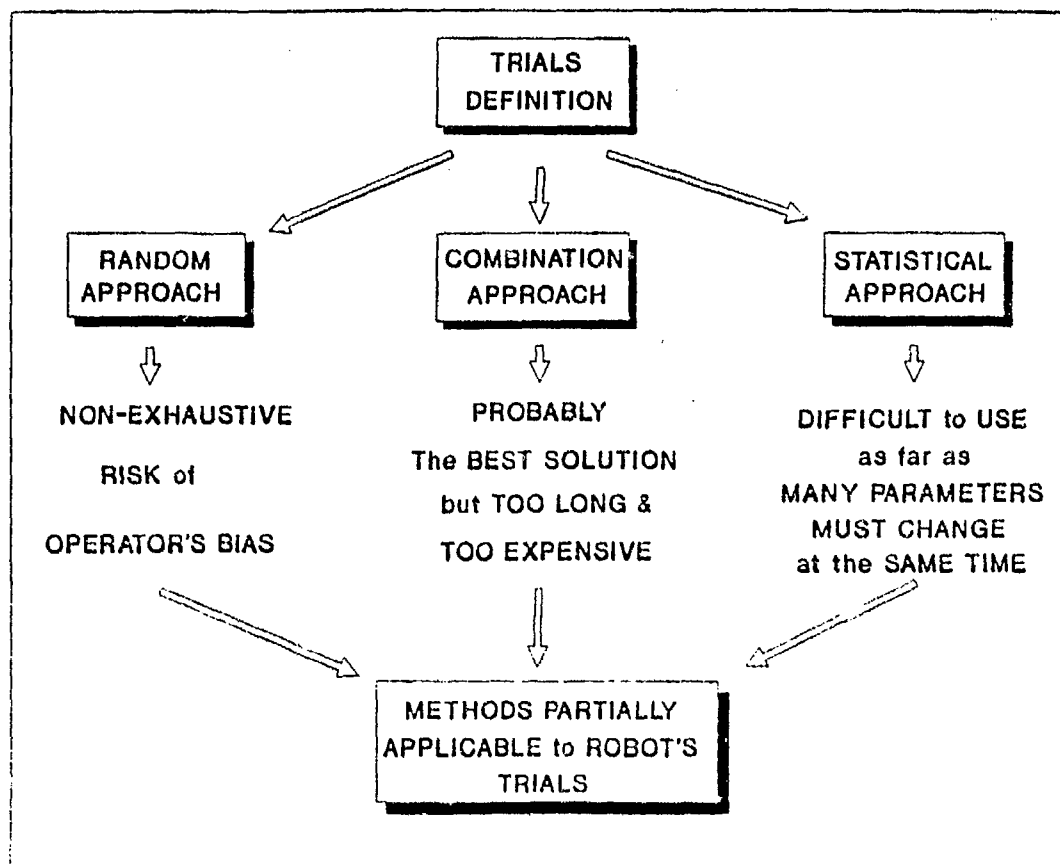 TRIALS
DEFINITION
RANDOM
APPROACH
COMBINATION
APPROACH
STATISTICAL
APPROACH
NON-EXHAUSTIVE
RISK of
OPERATOR'S BIAS
PROBABLY
The BEST SOLUTION
but TOO LONG &
TOO EXPENSIVE
DIFFICULT to USE
as far as
MANY PARAMETERS
MUST CHANGE
at the SAME TIME
METHODS PARTIALLY
APPLICABLE to ROBOT'S
TRIALS